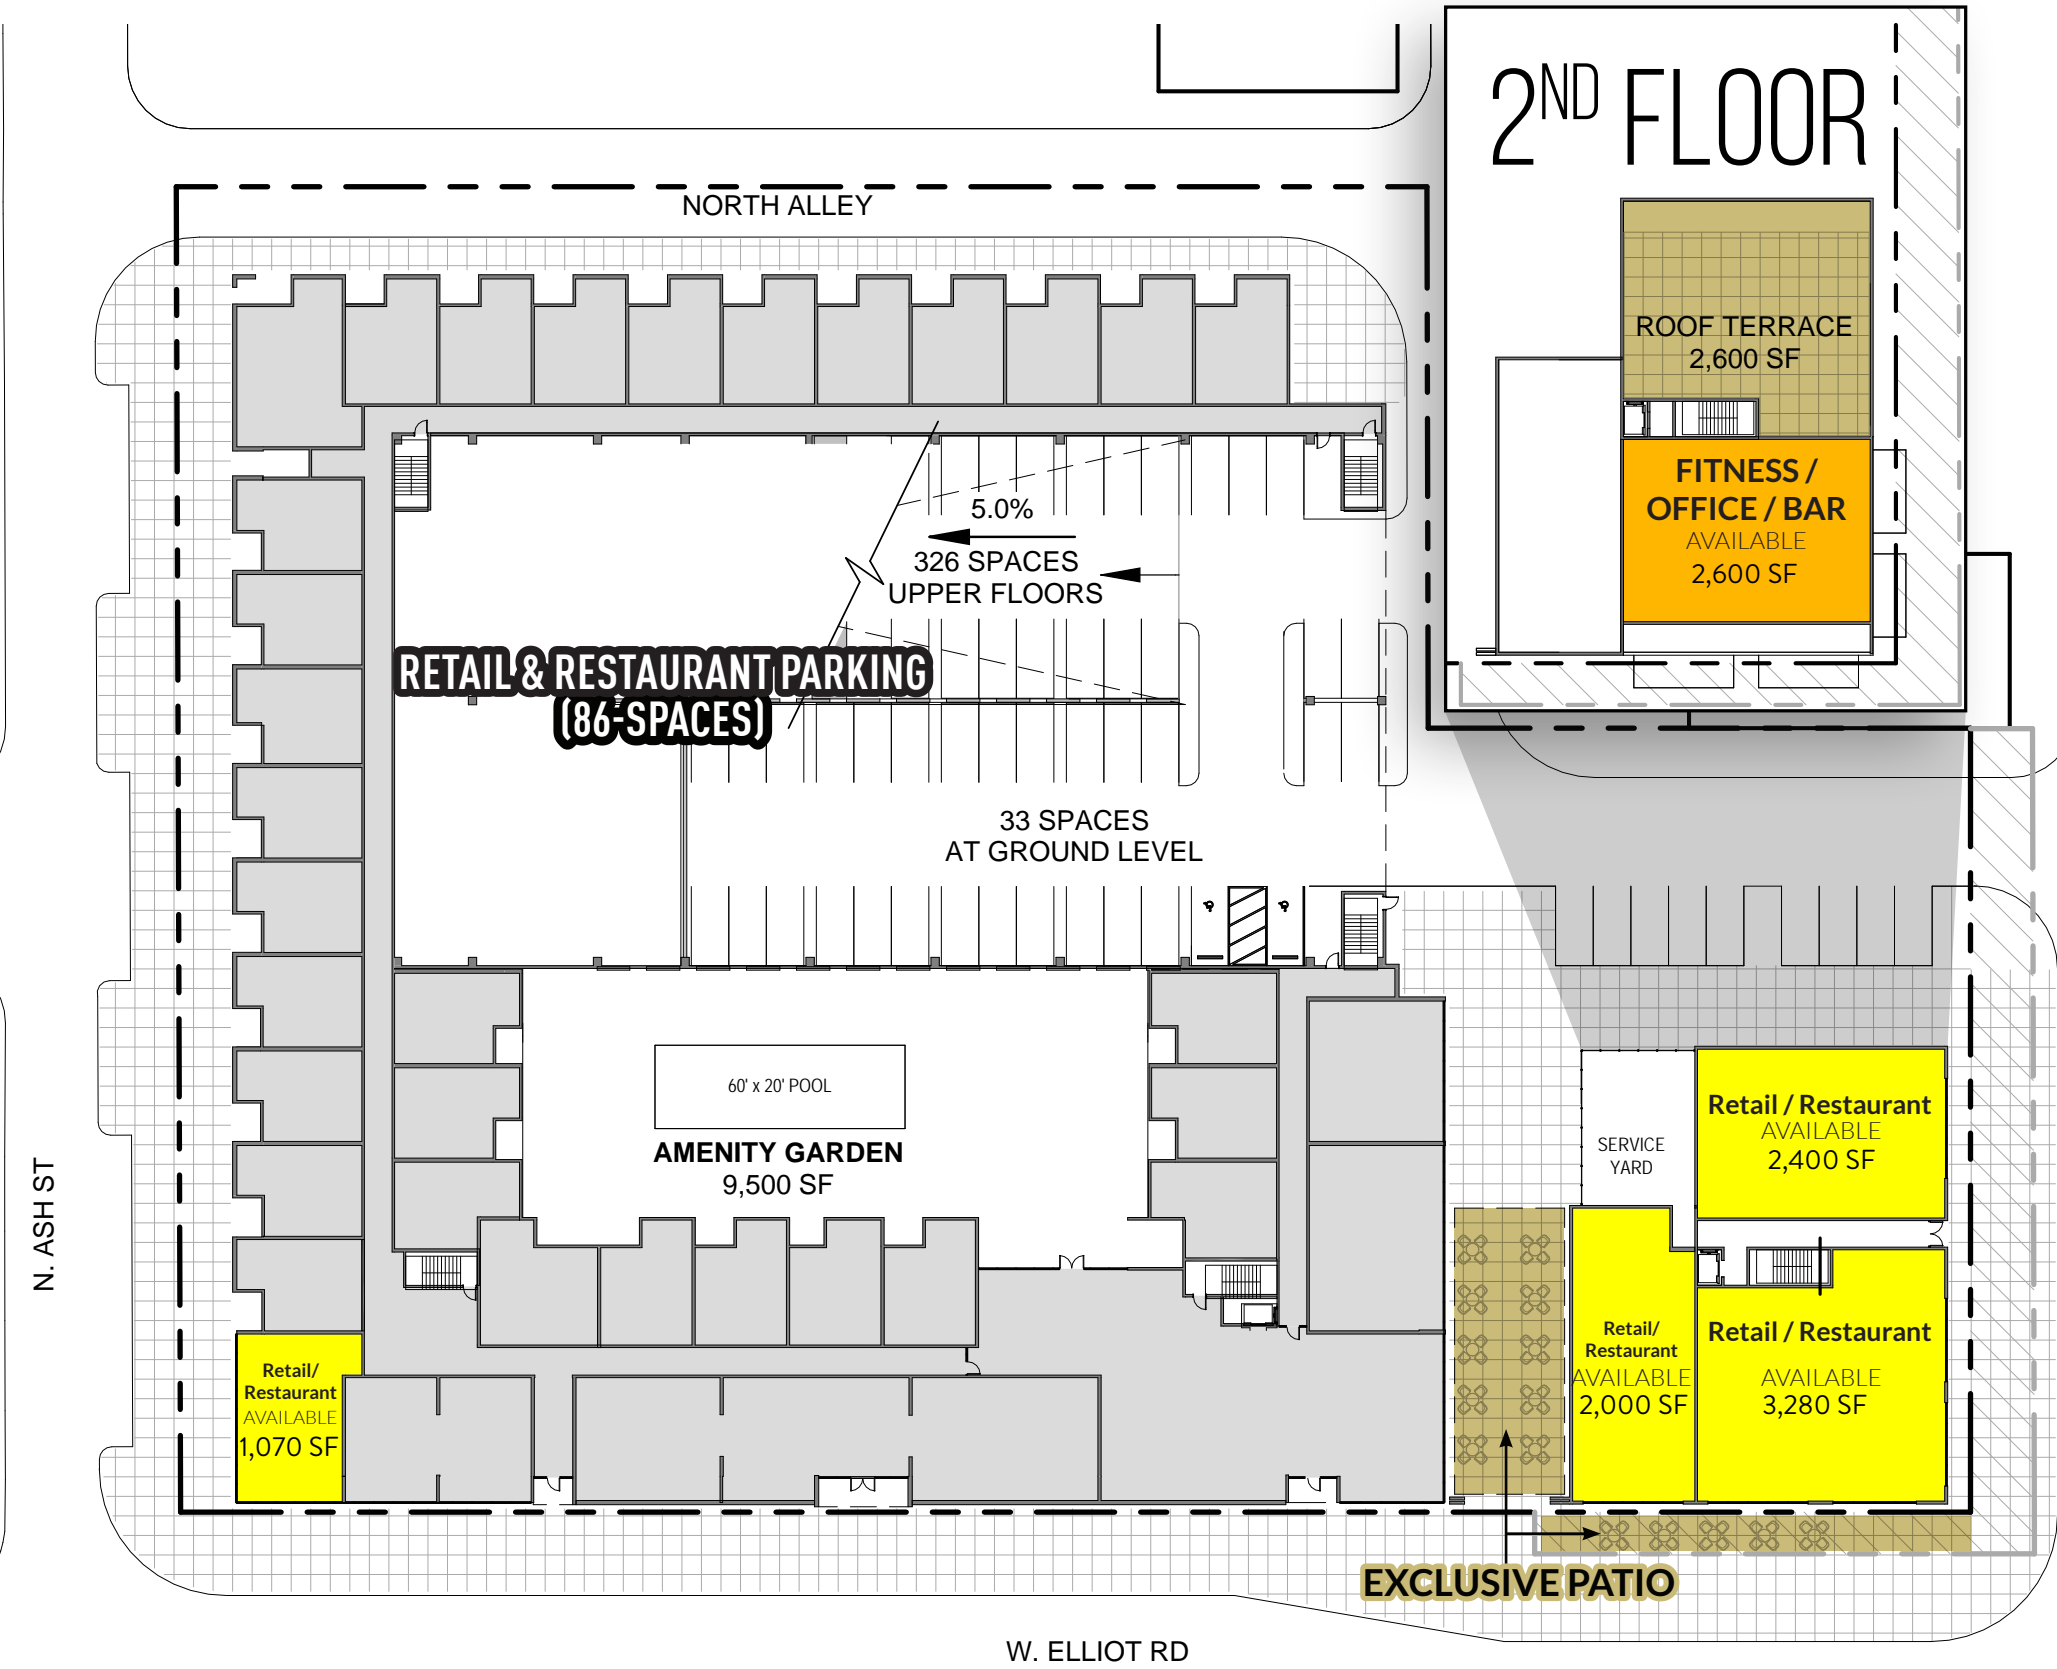 2ND FLOOR
NORTH ALLEY
ROOF TERRACE
2,600 SF
FITNESS /
OFFICE / BAR
AVAILABLE
2,600 SF
5.0%
326 SPACES
UPPER FLOORS
RETAIL & RESTAURANT PARKING
(86-SPACES)
33 SPACES
AT GROUND LEVEL
60' x 20' POOL
AMENITY GARDEN
9,500 SF
SERVICE
YARD
Retail / Restaurant
AVAILABLE
2,400 SF
N. ASH ST
Retail/
Restaurant
AVAILABLE
1,070 SF
Retail/
Restaurant
AVAILABLE
2,000 SF
Retail / Restaurant
AVAILABLE
3,280 SF
EXCLUSIVE PATIO
W. ELLIOT RD